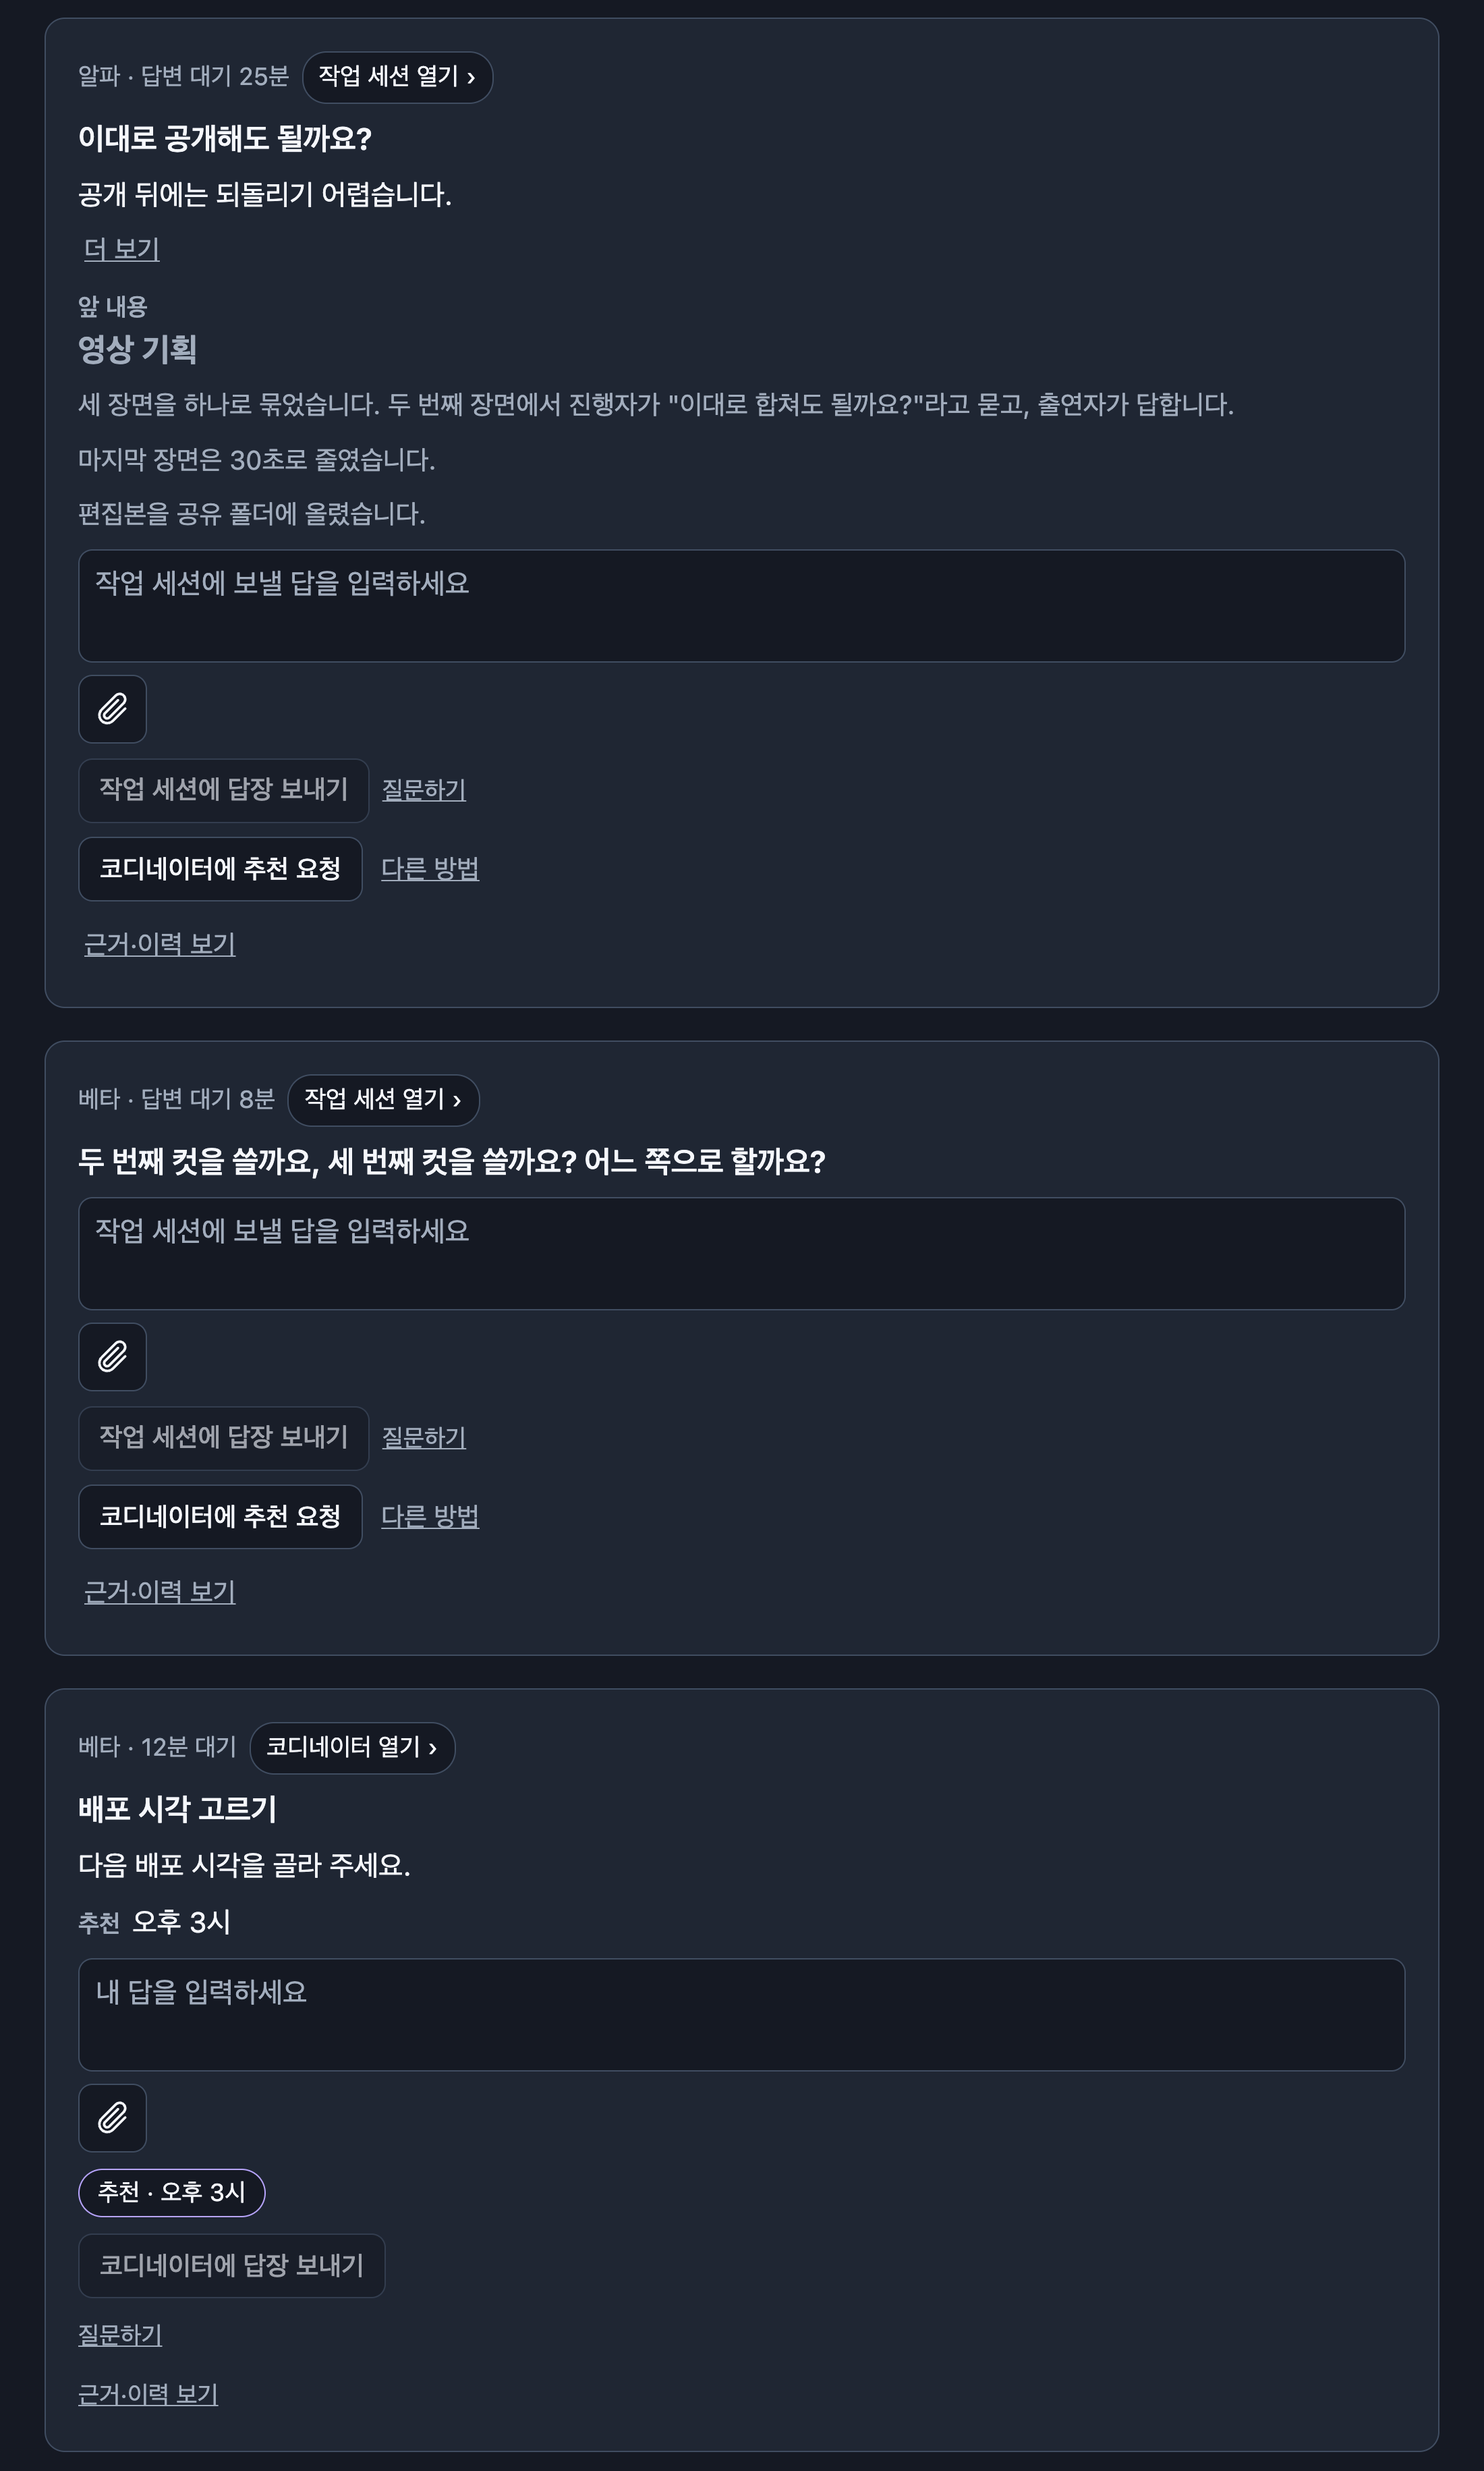 알파 · 답변 대기 25분 작업 세션 열기 ›
이대로 공개해도 될까요?
공개 뒤에는 되돌리기 어렵습니다.
더 보기
앞 내용
영상 기획
세 장면을 하나로 묶었습니다. 두 번째 장면에서 진행자가 "이대로 합쳐도 될까요?"라고 묻고, 출연자가 답합니다.
마지막 장면은 30초로 줄였습니다.
편집본을 공유 폴더에 올렸습니다.
작업 세션에 보낼 답을 입력하세요
작업 세션에 답장 보내기 질문하기
코디네이터에 추천 요청 다른 방법
근거·이력 보기
베타 · 답변 대기 8분 작업 세션 열기 ›
두 번째 컷을 쓸까요, 세 번째 컷을 쓸까요? 어느 쪽으로 할까요?
작업 세션에 보낼 답을 입력하세요
작업 세션에 답장 보내기 질문하기
코디네이터에 추천 요청 다른 방법
근거·이력 보기
베타 · 12분 대기 코디네이터 열기 ›
배포 시각 고르기
다음 배포 시각을 골라 주세요.
추천 오후 3시
내 답을 입력하세요
추천 · 오후 3시
코디네이터에 답장 보내기
질문하기
근거·이력 보기